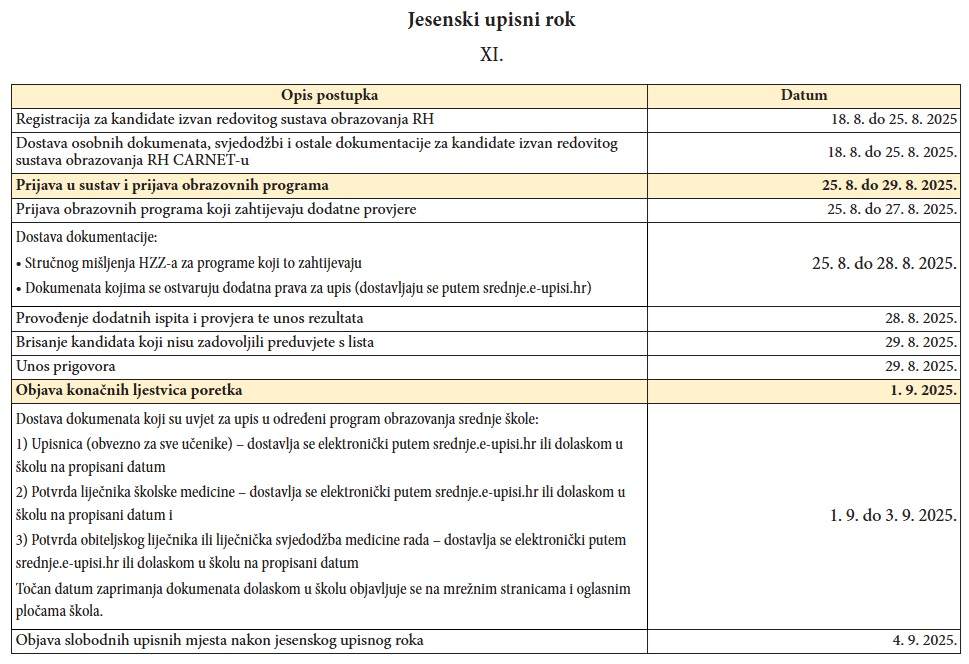 Jesenski upisni rok
XI.
Opis postupka Datum
Registracija za kandidate izvan redovitog sustava obrazovanja RH 18. 8. do 25. 8. 2025
Dostava osobnih dokumenata, svjedodžbi i ostale dokumentacije za kandidate izvan redovitog
sustava obrazovanja RH CARNET-u 18. 8. do 25. 8. 2025.
Prijava u sustav i prijava obrazovnih programa 25. 8. do 29. 8. 2025.
Prijava obrazovnih programa koji zahtijevaju dodatne provjere 25. 8. do 27. 8. 2025.
Dostava dokumentacije:
• Stručnog mišljenja HZZ-a za programe koji to zahtijevaju
25. 8. do 28. 8. 2025.
• Dokumenata kojima se ostvaruju dodatna prava za upis (dostavljaju se putem srednje.e-upisi.hr)
Provođenje dodatnih ispita i provjera te unos rezultata 28. 8. 2025.
Brisanje kandidata koji nisu zadovoljili preduvjete s lista 29. 8. 2025.
Unos prigovora 29. 8. 2025.
Objava konačnih ljestvica poretka 1. 9. 2025.
Dostava dokumenata koji su uvjet za upis u određeni program obrazovanja srednje škole:
1) Upisnica (obvezno za sve učenike) – dostavlja se elektronički putem srednje.e-upisi.hr ili dolaskom u
školu na propisani datum
2) Potvrda liječnika školske medicine – dostavlja se elektronički putem srednje.e-upisi.hr ili dolaskom u
školu na propisani datum i
1. 9. do 3. 9. 2025.
3) Potvrda obiteljskog liječnika ili liječnička svjedodžba medicine rada – dostavlja se elektronički putem
srednje.e-upisi.hr ili dolaskom u školu na propisani datum
Točan datum zaprimanja dokumenata dolaskom u školu objavljuje se na mrežnim stranicama i oglasnim
pločama škola.
Objava slobodnih upisnih mjesta nakon jesenskog upisnog roka 4. 9. 2025.